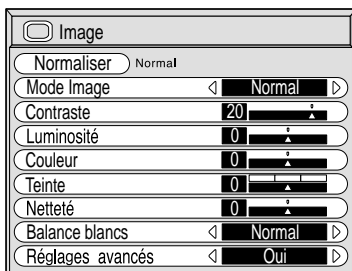 Image
Normaliser Normal
Mode Image Normal
Contraste 20
Luminosité 0
Couleur 0
Teinte 0
Netteté 0
Balance blancs Normal
Réglages avancés Oui